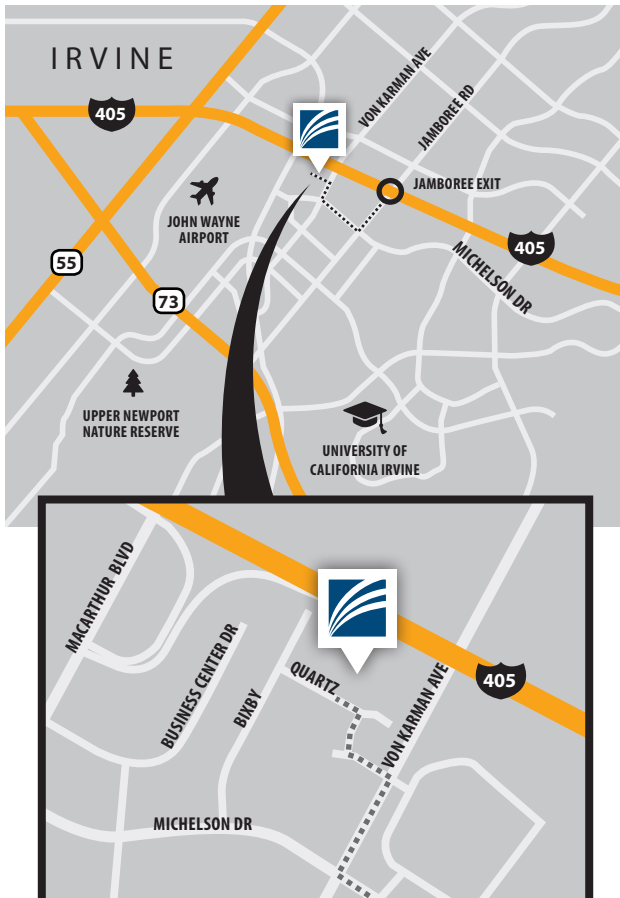 IRVINE
405
VON KARMAN AVE
JAMBOREE RD
JAMBOREE EXIT
JOHN WAYNE
AIRPORT
405
MICHELSON DR
55
73
UPPER NEWPORT
NATURE RESERVE
UNIVERSITY OF
CALIFORNIA IRVINE
MACARTHUR BLVD
BUSINESS CENTER DR
BIXBY
QUARTZ
VON KARMAN AVE
405
MICHELSON DR